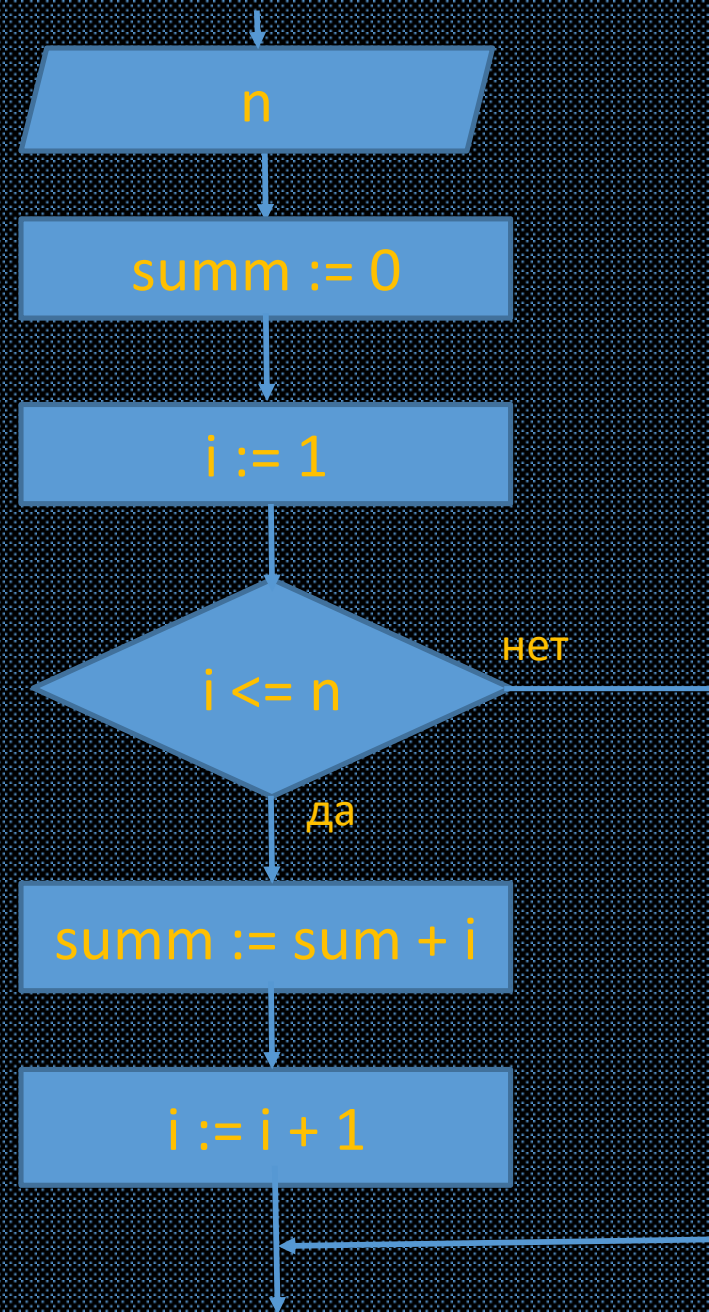 n
summ := 0
i := 1
i <= n
нет
да
summ := sum + i
i := i + 1